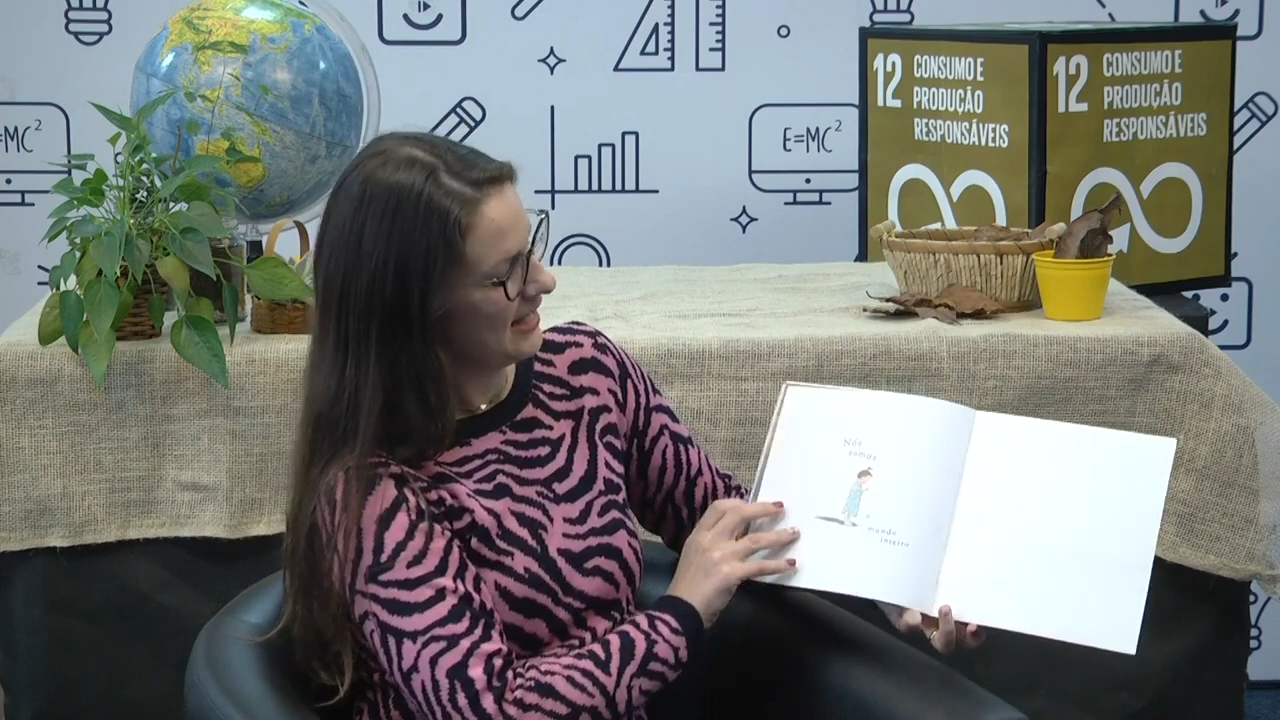 =MC²
E=MC²
12 CONSUMO E
PRODUÇÃO
RESPONSÁVEIS
12 CONSUMO E
PRODUÇÃO
RESPONSÁVEIS
Nós
somos
mundo
inteiro